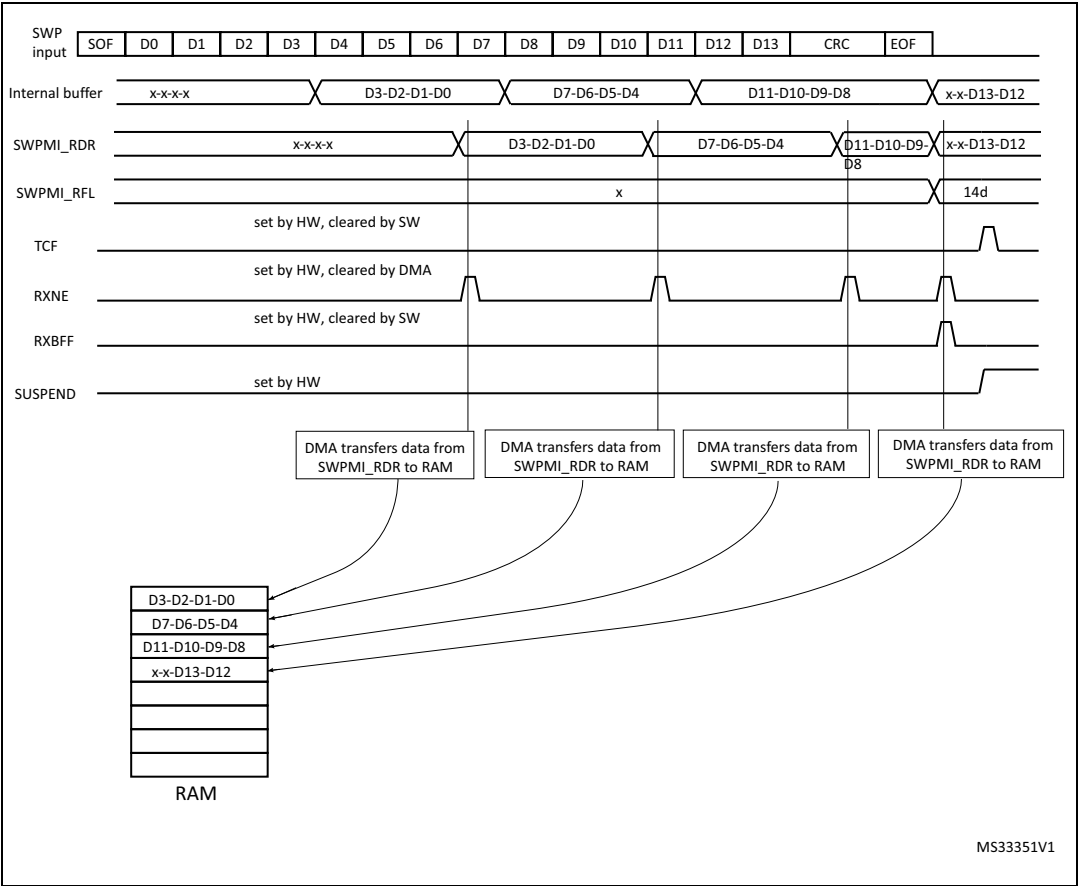 SWP
input
SOF D0 D1 D2 D3 D4 D5 D6 D7 D8 D9 D10 D11 D12 D13 CRC EOF
Internal buffer x-x-x-x D3-D2-D1-D0 D7-D6-D5-D4 D11-D10-D9-D8 x-x-D13-D12
SWPMI_RDR x-x-x-x D3-D2-D1-D0 D7-D6-D5-D4 D11-D10-D9- x-x-D13-D12
D8
SWPMI_RFL x 14d
set by HW, cleared by SW
TCF
set by HW, cleared by DMA
RXNE
set by HW, cleared by SW
RXBFF
set by HW
SUSPEND
DMA transfers data from
SWPMI_RDR to RAM
DMA transfers data from
SWPMI_RDR to RAM
DMA transfers data from
SWPMI_RDR to RAM
DMA transfers data from
SWPMI_RDR to RAM
D3-D2-D1-D0
D7-D6-D5-D4
D11-D10-D9-D8
x-x-D13-D12
RAM
MS33351V1